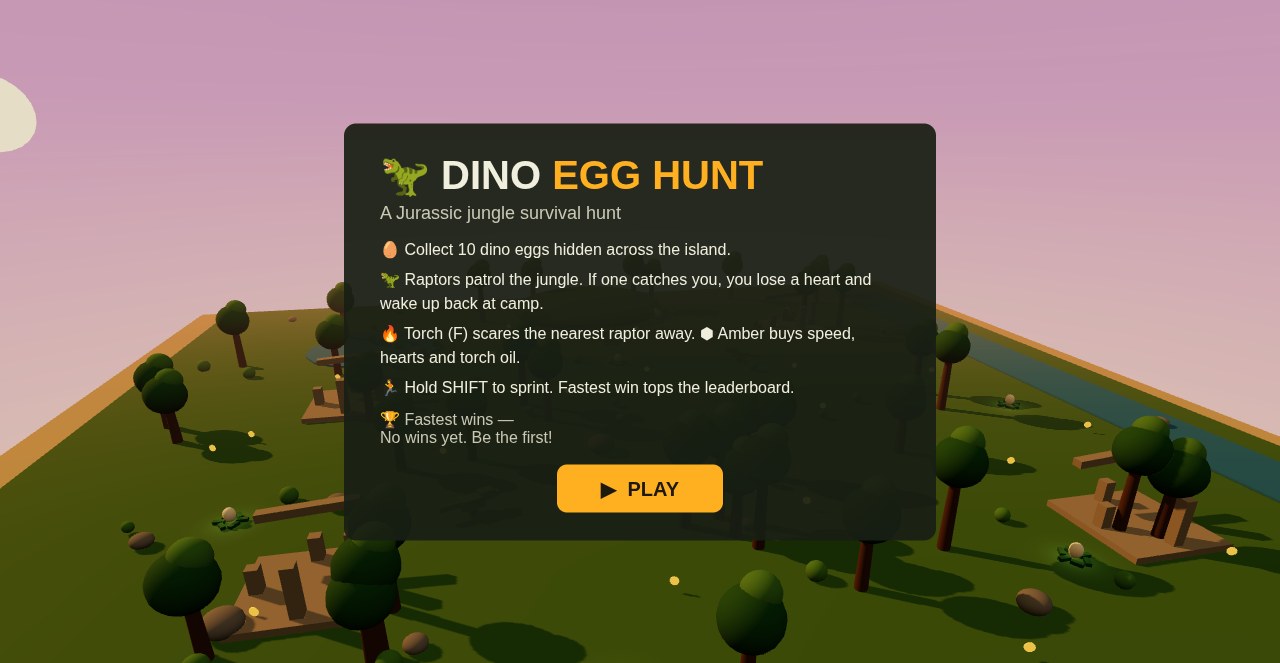 🦖 DINO EGG HUNT
A Jurassic jungle survival hunt
🥚 Collect 10 dino eggs hidden across the island.
🦖 Raptors patrol the jungle. If one catches you, you lose a heart and
wake up back at camp.
🔥 Torch (F) scares the nearest raptor away. ⬢ Amber buys speed,
hearts and torch oil.
🏃 Hold SHIFT to sprint. Fastest win tops the leaderboard.
🏆 Fastest wins —
No wins yet. Be the first!
▶ PLAY